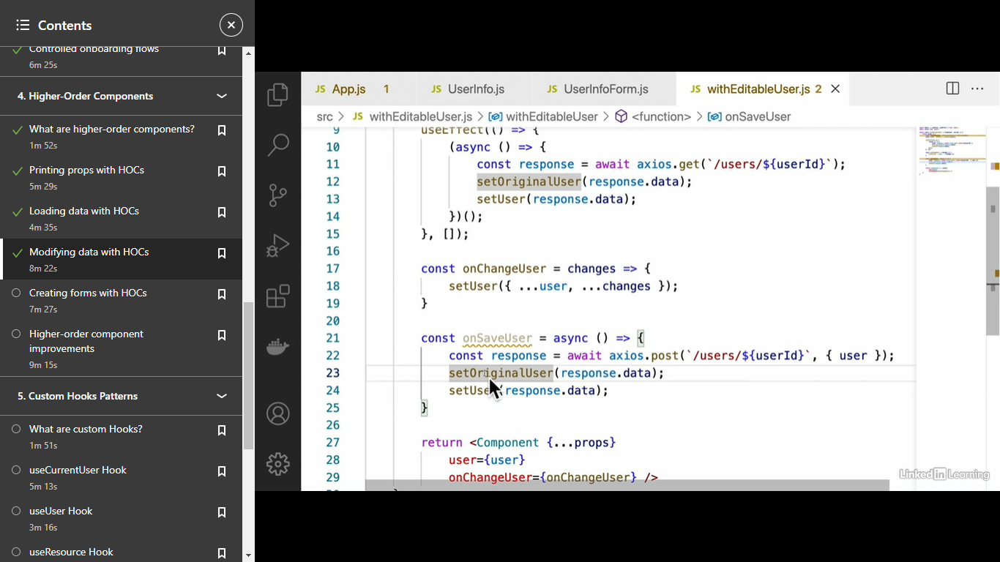 Contents
Controlled onboarding flows
6m 25s
4. Higher-Order Components
What are higher-order components?
1m 52s
Printing props with HOCs
5m 29s
Loading data with HOCs
4m 35s
Modifying data with HOCs
8m 22s
Creating forms with HOCs
7m 27s
Higher-order component
improvements
9m 15s
5. Custom Hooks Patterns
What are custom Hooks?
1m 51s
useCurrentUser Hook
5m 13s
useUser Hook
3m 16s
useResource Hook
JS App.js 1
JS UserInfo.js
JS UserInfoForm.js
JS withEditableUser.js 2
src > JS withEditableUser.js > withEditableUser > <function> > onSaveUser
9 useEffect(() => {
10 (async () => {
11 const response = await axios.get(`/users/${userId}`);
12 setOriginalUser(response.data);
13 setUser(response.data);
14 })();
15 }, []);
16
17 const onChangeUser = changes => {
18 setUser({ ...user, ...changes });
19 }
20
21 const onSaveUser = async () => {
22 const response = await axios.post(`/users/${userId}`, { user });
23 setOriginalUser(response.data);
24 setUser(response.data);
25 }
26
27 return <Component {...props}
28 user={user}
29 onChangeUser={onChangeUser} />
LinkedIn Learning